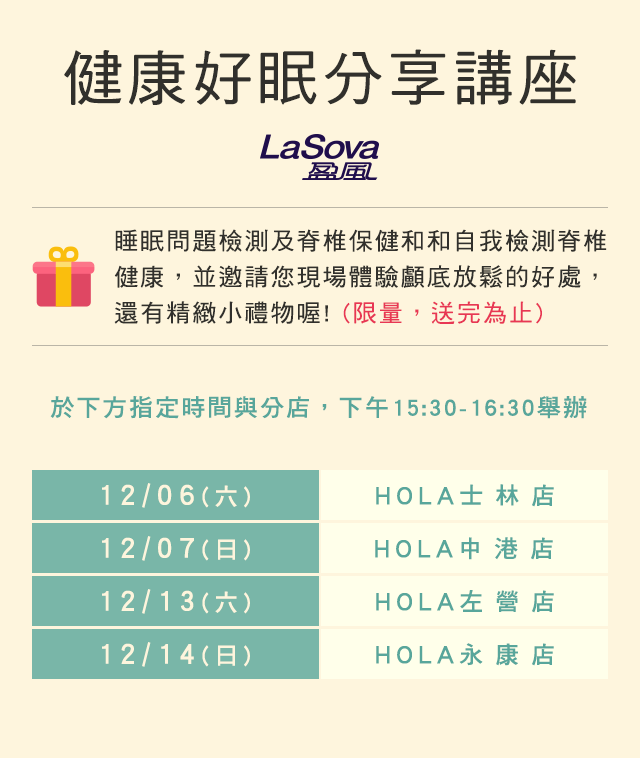 健康好眠分享講座
LaSova
盈風
睡眠問題檢測及脊椎保健和和自我檢測脊椎
健康，並邀請您現場體驗顱底放鬆的好處，
還有精緻小禮物喔!（限量，送完為止）
於下方指定時間與分店，下午15:30-16:30舉辦
12/06(六) HOLA士林店
12/07(日) HOLA中港店
12/13(六) HOLA左營店
12/14(日) HOLA永康店